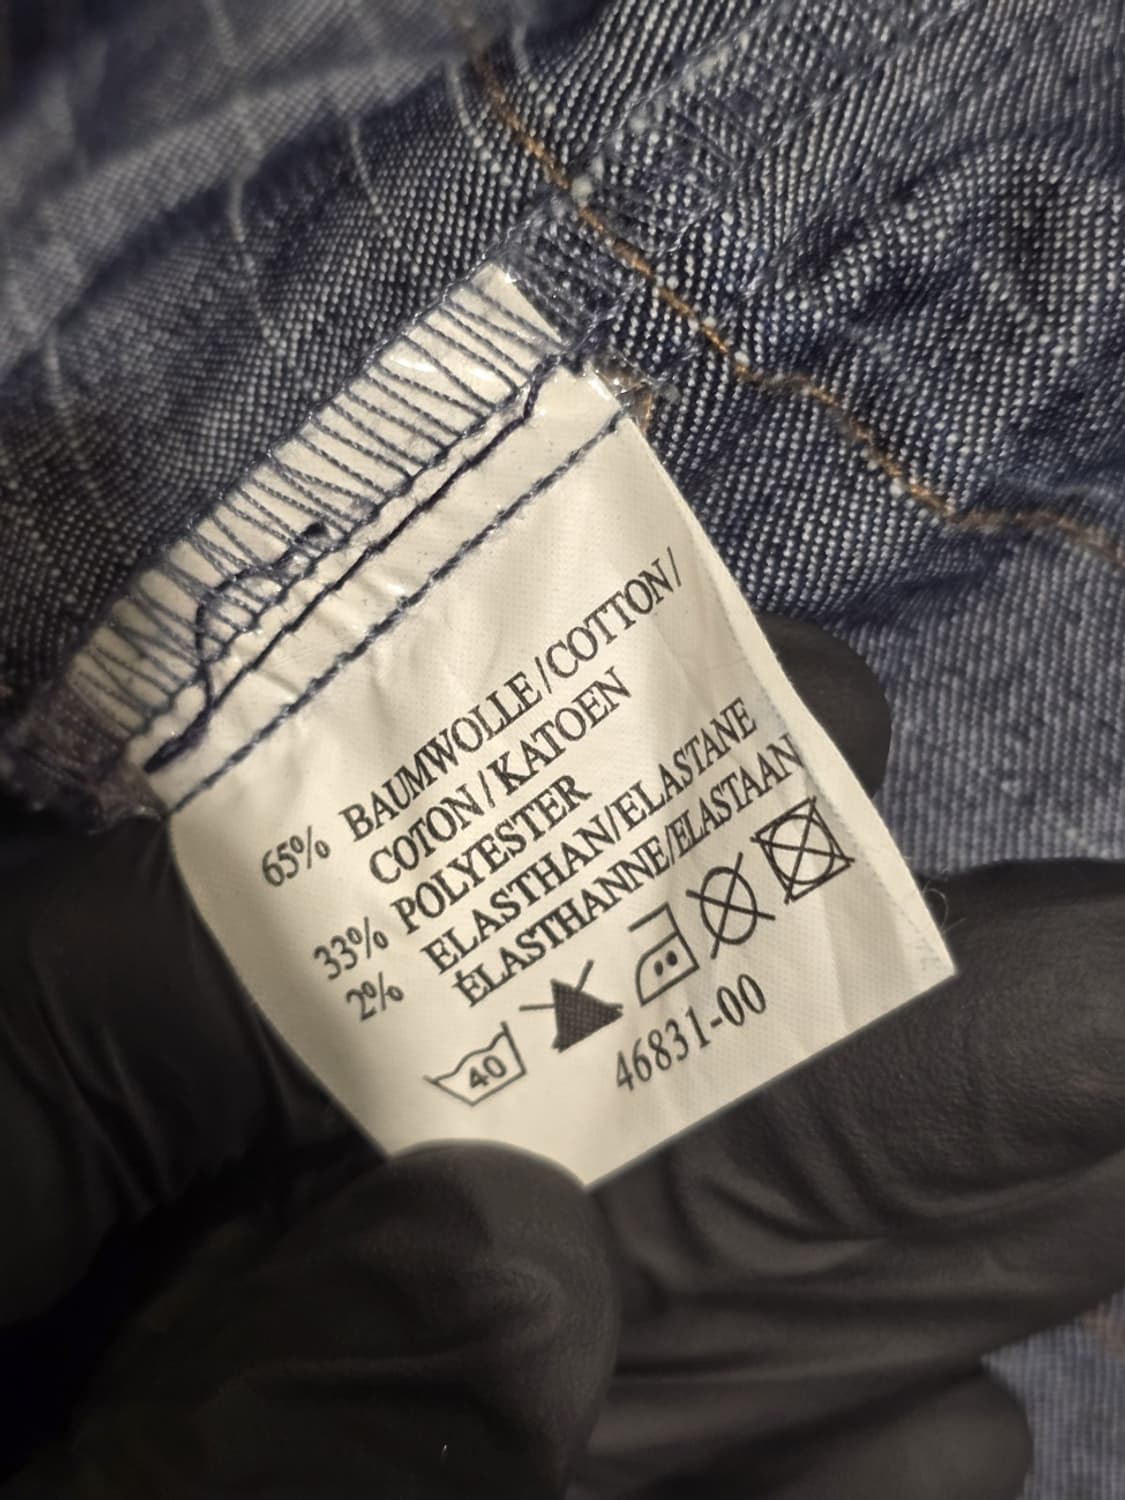 65% BAUMWOLLE/COTTON/
COTON/KATOEN
33% POLYESTER
2% ELASTHAN/ELASTANE
ÉLASTHANNE/ELASTAAN
40
46831-00